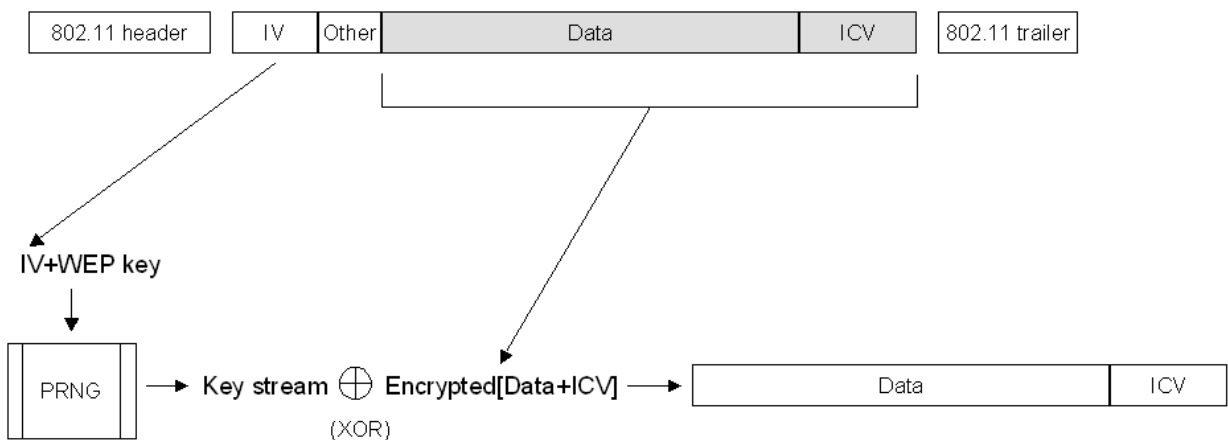 802.11 header IV Other Data ICV 802.11 trailer
IV+WEP key
PRNG Key stream ⊕ Encrypted[Data+ICV] Data ICV
(XOR)